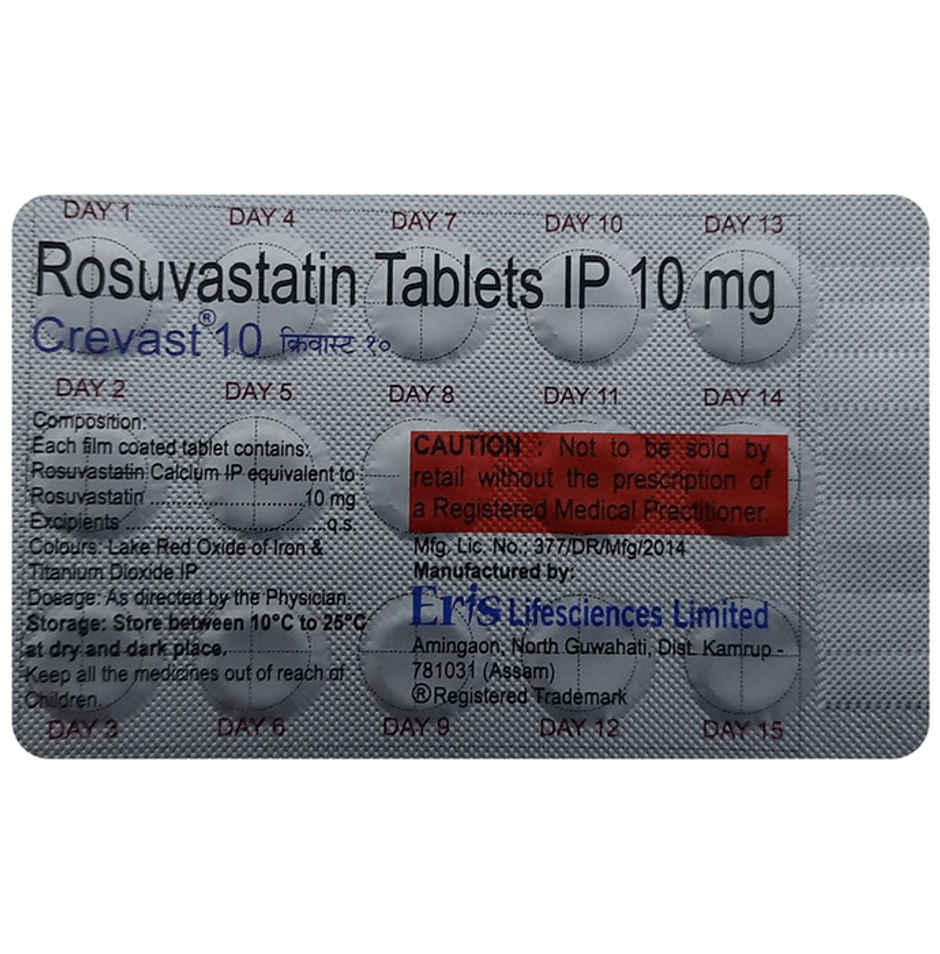 DAY 1 DAY 4 DAY 7 DAY 10 DAY 13
Rosuvastatin Tablets IP 10 mg
Crevast® 10 क्रिवास्ट १०
DAY 2 DAY 5 DAY 8 DAY 11 DAY 14
Composition:
Each film coated tablet contains:
Rosuvastatin Calcium IP equivalent to
Rosuvastatin ........................ 10 mg
Excipients ............................... q.s.
Colours: Lake Red Oxide of Iron &
Titanium Dioxide IP
Dosage: As directed by the Physician.
Storage: Store between 10°C to 25°C
at dry and dark place.
Keep all the medicines out of reach of
Children.
CAUTION : Not to be sold by
retail without the prescription of
a Registered Medical Practitioner.
Mfg. Lic. No.: 377/DR/Mfg/2014
Manufactured by:
Eris Lifesciences Limited
Amingaon, North Guwahati, Dist. Kamrup -
781031 (Assam)
®Registered Trademark
DAY 3 DAY 6 DAY 9 DAY 12 DAY 15